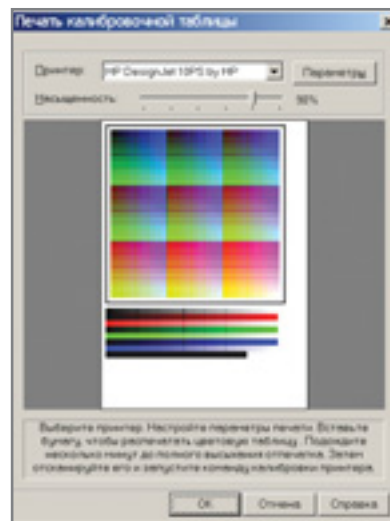 Печать калибровочной таблицы
Принтер: HP DesignJet 10PS by HP Параметры
Насыщенность: 90%
Выберите принтер. Настройте параметры печати. Вставьте
бумагу, чтобы распечатать цветовую таблицу. Подождите
несколько минут до полного высыхания отпечатка. Затем
отсканируйте его и запустите команду калибровки принтера.
OK Отмена Справка